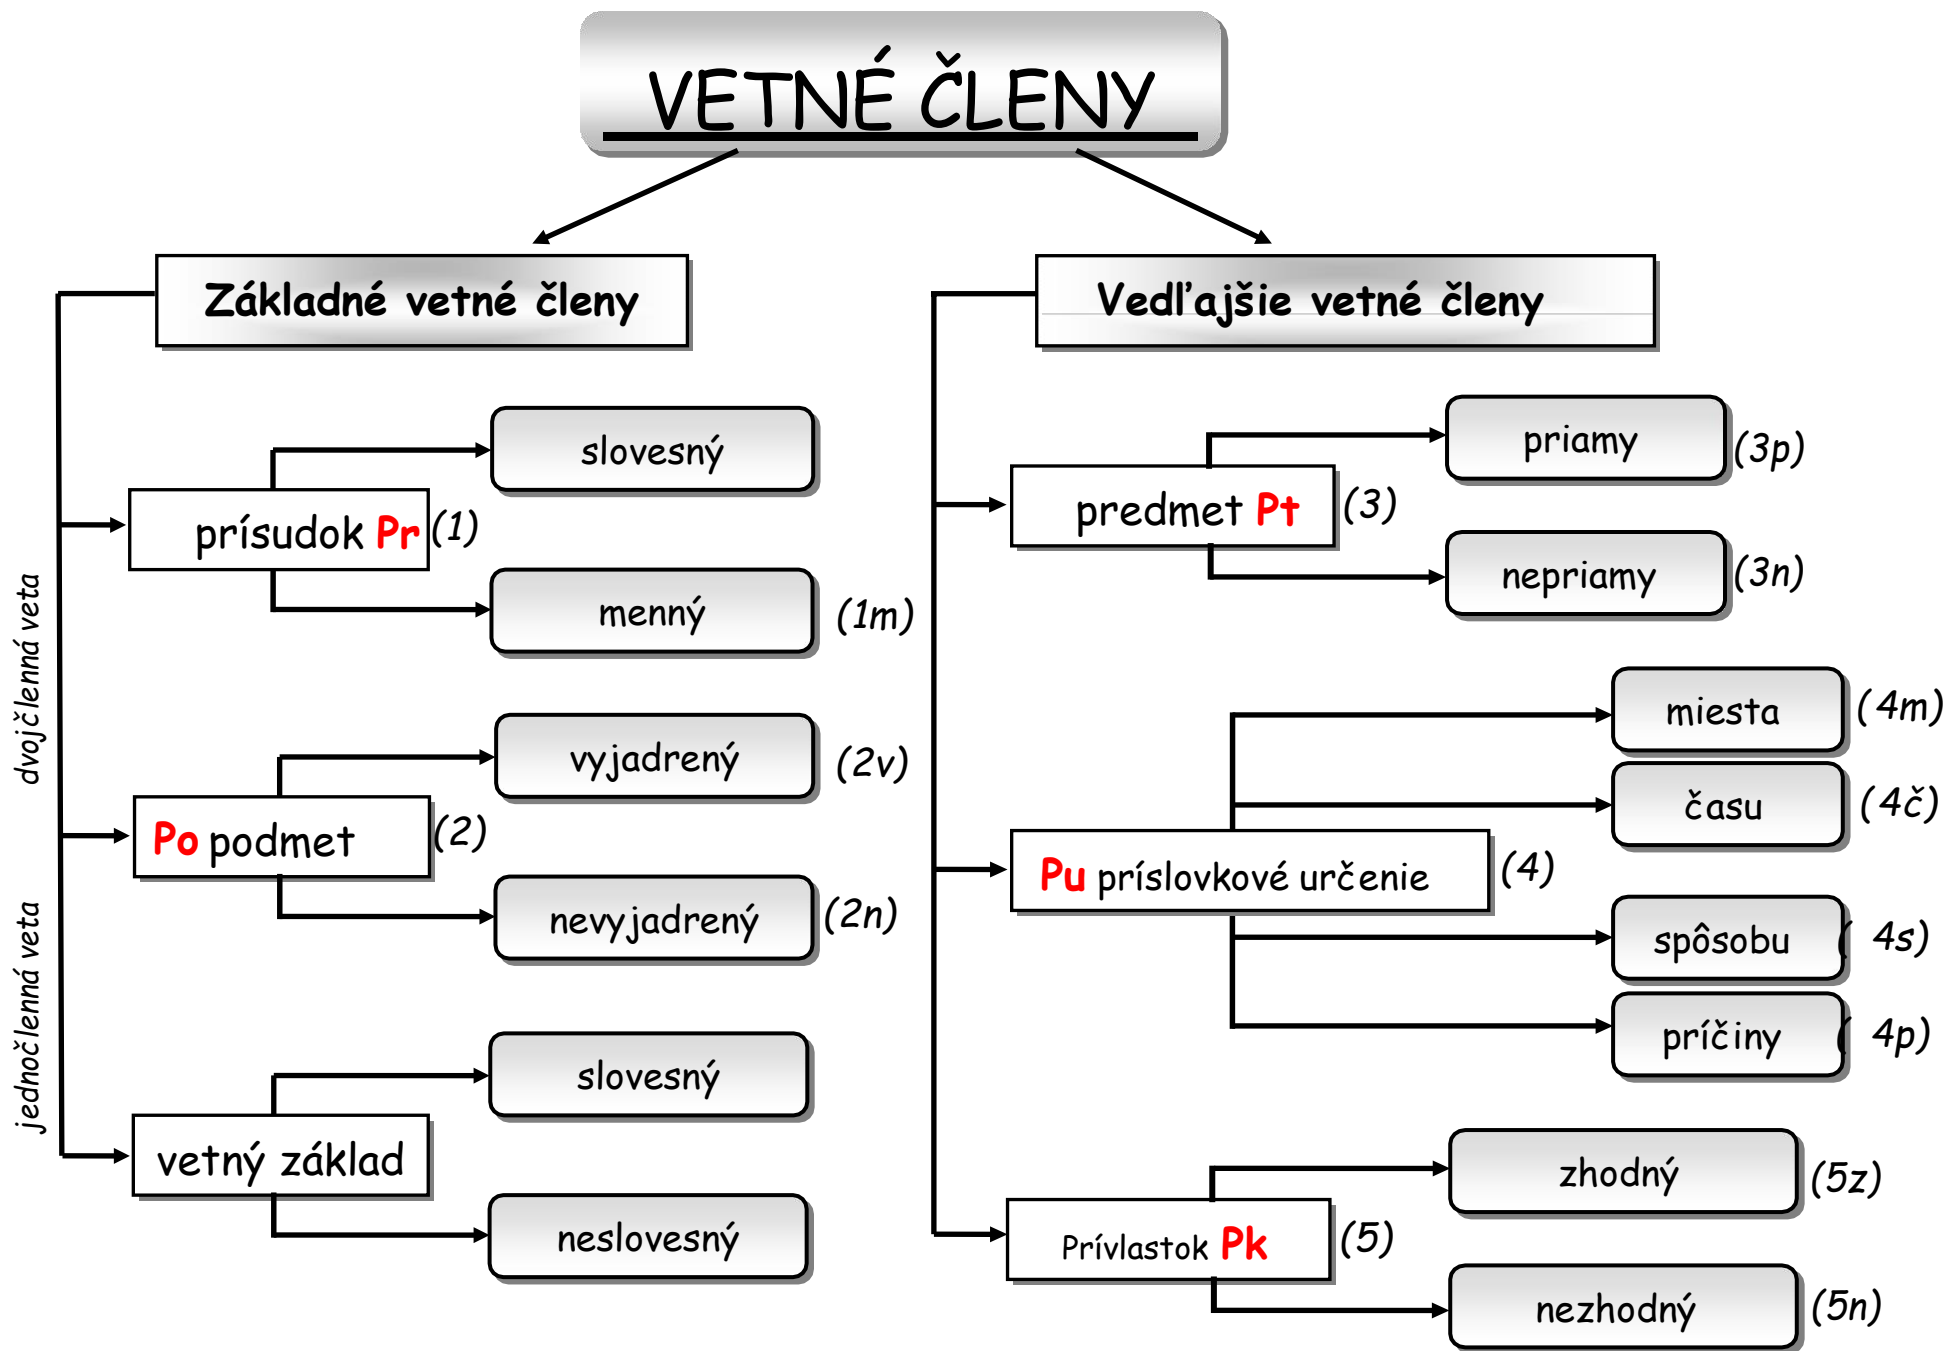 VETNÉ ČLENY
Základné vetné členy
dvojčlenná veta
jednočlenná veta
slovesný
prísudok Pr (1)
menný (1m)
vyjadrený (2v)
Po podmet (2)
nevyjadrený (2n)
slovesný
vetný základ
neslovesný
Vedľajšie vetné členy
priamy (3p)
predmet Pt (3)
nepriamy (3n)
miesta (4m)
času (4č)
Pu príslovkové určenie (4)
spôsobu ( 4s)
príčiny ( 4p)
zhodný (5z)
Prívlastok Pk (5)
nezhodný (5n)